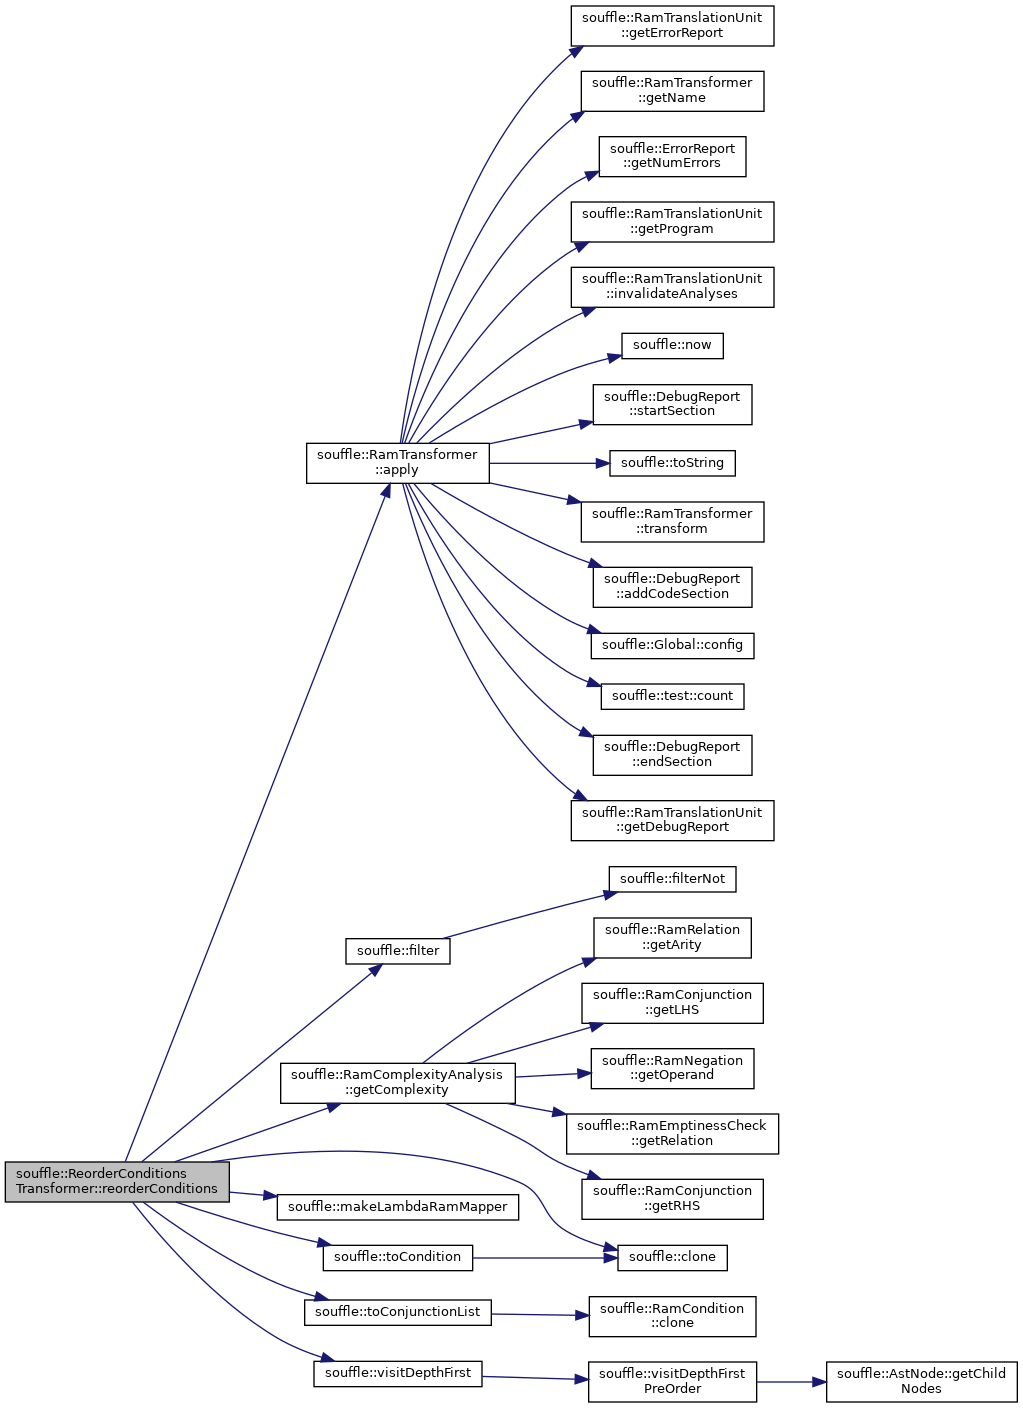 souffle::RamTranslationUnit
::getErrorReport
souffle::RamTransformer
::getName
souffle::ErrorReport
::getNumErrors
souffle::RamTranslationUnit
::getProgram
souffle::RamTranslationUnit
::invalidateAnalyses
souffle::now
souffle::DebugReport
::startSection
souffle::RamTransformer
::apply
souffle::toString
souffle::RamTransformer
::transform
souffle::DebugReport
::addCodeSection
souffle::Global::config
souffle::test::count
souffle::DebugReport
::endSection
souffle::RamTranslationUnit
::getDebugReport
souffle::filterNot
souffle::filter
souffle::RamRelation
::getArity
souffle::RamConjunction
::getLHS
souffle::RamComplexityAnalysis
::getComplexity
souffle::RamNegation
::getOperand
souffle::RamEmptinessCheck
::getRelation
souffle::ReorderConditions
Transformer::reorderConditions
souffle::RamConjunction
::getRHS
souffle::makeLambdaRamMapper
souffle::toCondition
souffle::clone
souffle::toConjunctionList
souffle::RamCondition
::clone
souffle::visitDepthFirst
souffle::visitDepthFirst
PreOrder
souffle::AstNode::getChild
Nodes